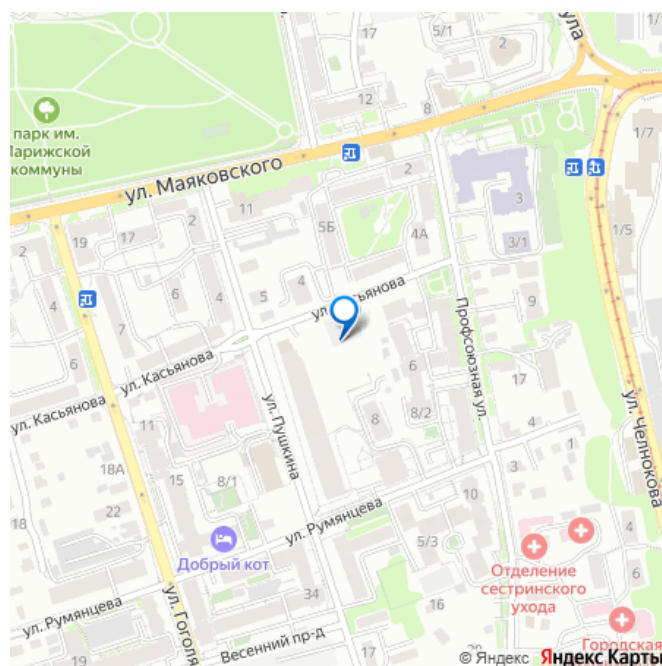 5/1
2
ула
12
8
1/7
парк им.
Парижской
коммуны
ул. Маяковского
2
3
11
5Б
19
17
2
4А
3/1
1/5
4
6
4
5
ул. Касьянова
9
7
4
Профсоюзная ул.
ул. Касьянова
6
17
ул. Касьянова
ул. Пушкина
8
8/2
4
1
ул. Челнокова
11
18А
15
8/1
3
22
18
10
ул. Румянцева
5/3
4
Добрый кот
Отделение
сестринского
ухода
34
16
ул. Румянцева
ул. Гоголя
Весенний пр-д
17
19
Городская
© Яндекс Яндекс Карты